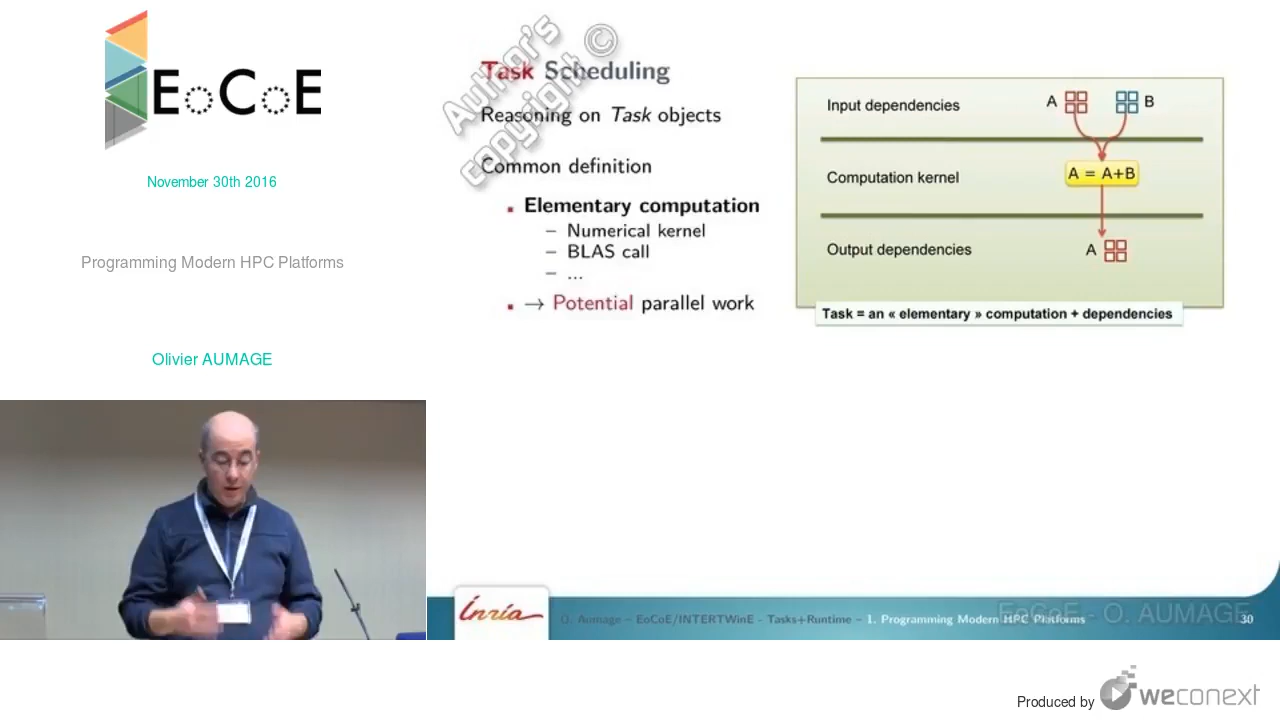 EoCoE
November 30th 2016
Programming Modern HPC Platforms
Olivier AUMAGE
Author's
copyright ©
Task Scheduling
Reasoning on Task objects
Common definition
Elementary computation
– Numerical kernel
– BLAS call
– ...
→ Potential parallel work
Input dependencies
A
B
Computation kernel
A = A+B
Output dependencies
A
Task = an « elementary » computation + dependencies
Inria
O. Aumage – EoCoE/INTERTWinE - Tasks+Runtime – 1. Programming Modern HPC Platforms
EoCoE - O. AUMAGE
30
Produced by
weconext